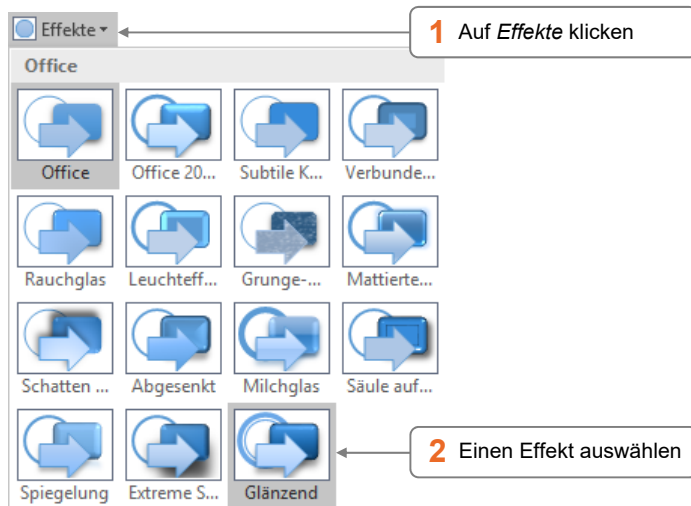 Effekte
1 Auf Effekte klicken
Office
Office Office 20... Subtile K... Verbunde...
Rauchglas Leuchteff... Grunge-... Mattierte...
Schatten ... Abgesenkt Milchglas Säule auf...
2 Einen Effekt auswählen
Spiegelung Extreme S... Glänzend